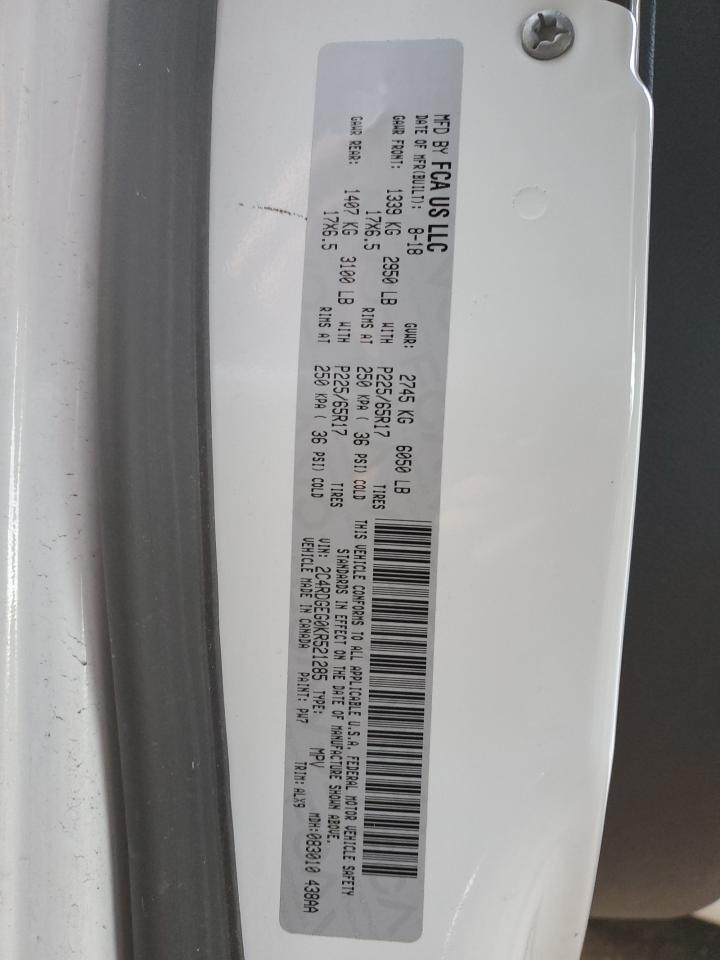 MFD BY FCA US LLC
DATE OF MFR(BUILT): 8-18 GVWR: 2745 KG 6050 LB
GAWR FRONT: 1339 KG 2950 LB WITH P225/65R17 TIRES
17X6.5 RIMS AT 250 KPA ( 36 PSI) COLD
GAWR REAR: 1407 KG 3100 LB WITH P225/65R17 TIRES
17X6.5 RIMS AT 250 KPA ( 36 PSI) COLD
THIS VEHICLE CONFORMS TO ALL APPLICABLE U.S.A. FEDERAL MOTOR VEHICLE SAFETY
STANDARDS IN EFFECT ON THE DATE OF MANUFACTURE SHOWN ABOVE.
VIN: 2C4RDGEG0KR521285 TYPE: MPV MDH:083010 438AA
VEHICLE MADE IN CANADA PAINT: PW7 TRIM: ALX9